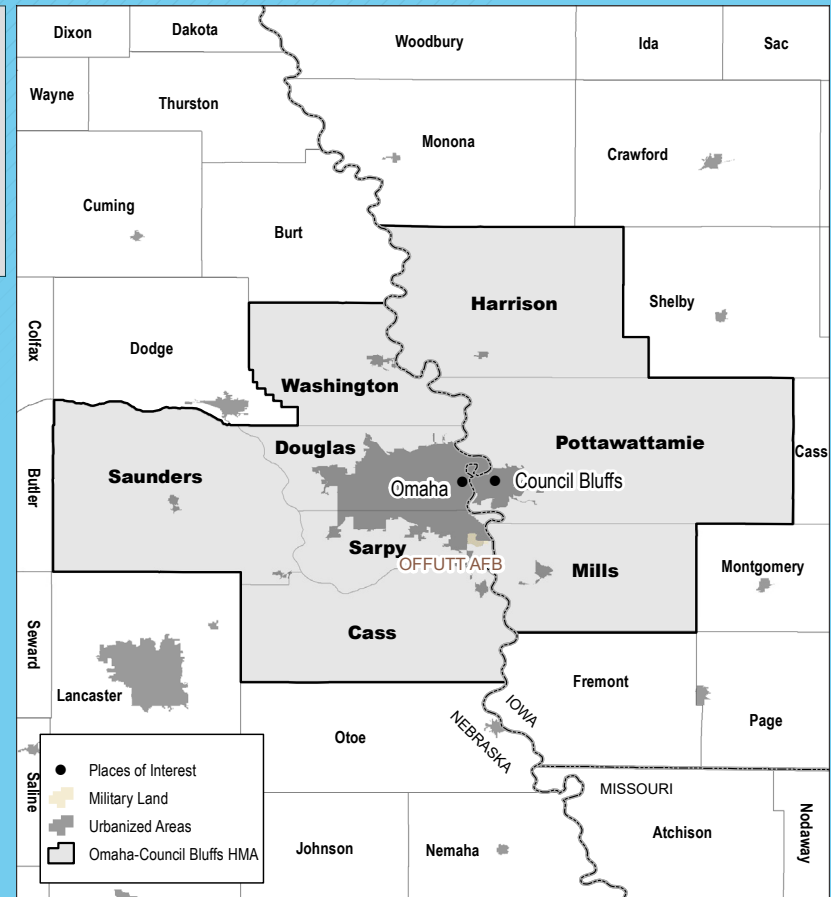 Dixon
Dakota
Woodbury
Ida
Sac
Wayne
Thurston
Monona
Crawford
Cuming
Burt
Harrison
Shelby
Colfax
Dodge
Washington
Douglas
Pottawattamie
Cass
Butler
Saunders
Omaha
Council Bluffs
Sarpy
OFFUTT AFB
Mills
Montgomery
Cass
Seward
Lancaster
Fremont
Page
Otoe
IOWA
NEBRASKA
MISSOURI
Saline
Places of Interest
Military Land
Urbanized Areas
Omaha-Council Bluffs HMA
Johnson
Nemaha
Atchison
Nodaway